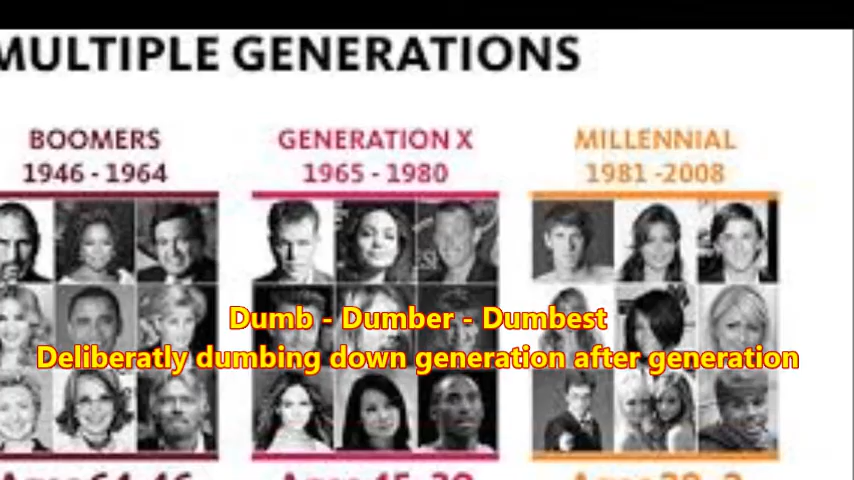 MULTIPLE GENERATIONS
BOOMERS GENERATION X MILLENNIAL
1946 - 1964 1965 - 1980 1981 -2008
Dumb - Dumber - Dumbest
Deliberatly dumbing down generation after generation